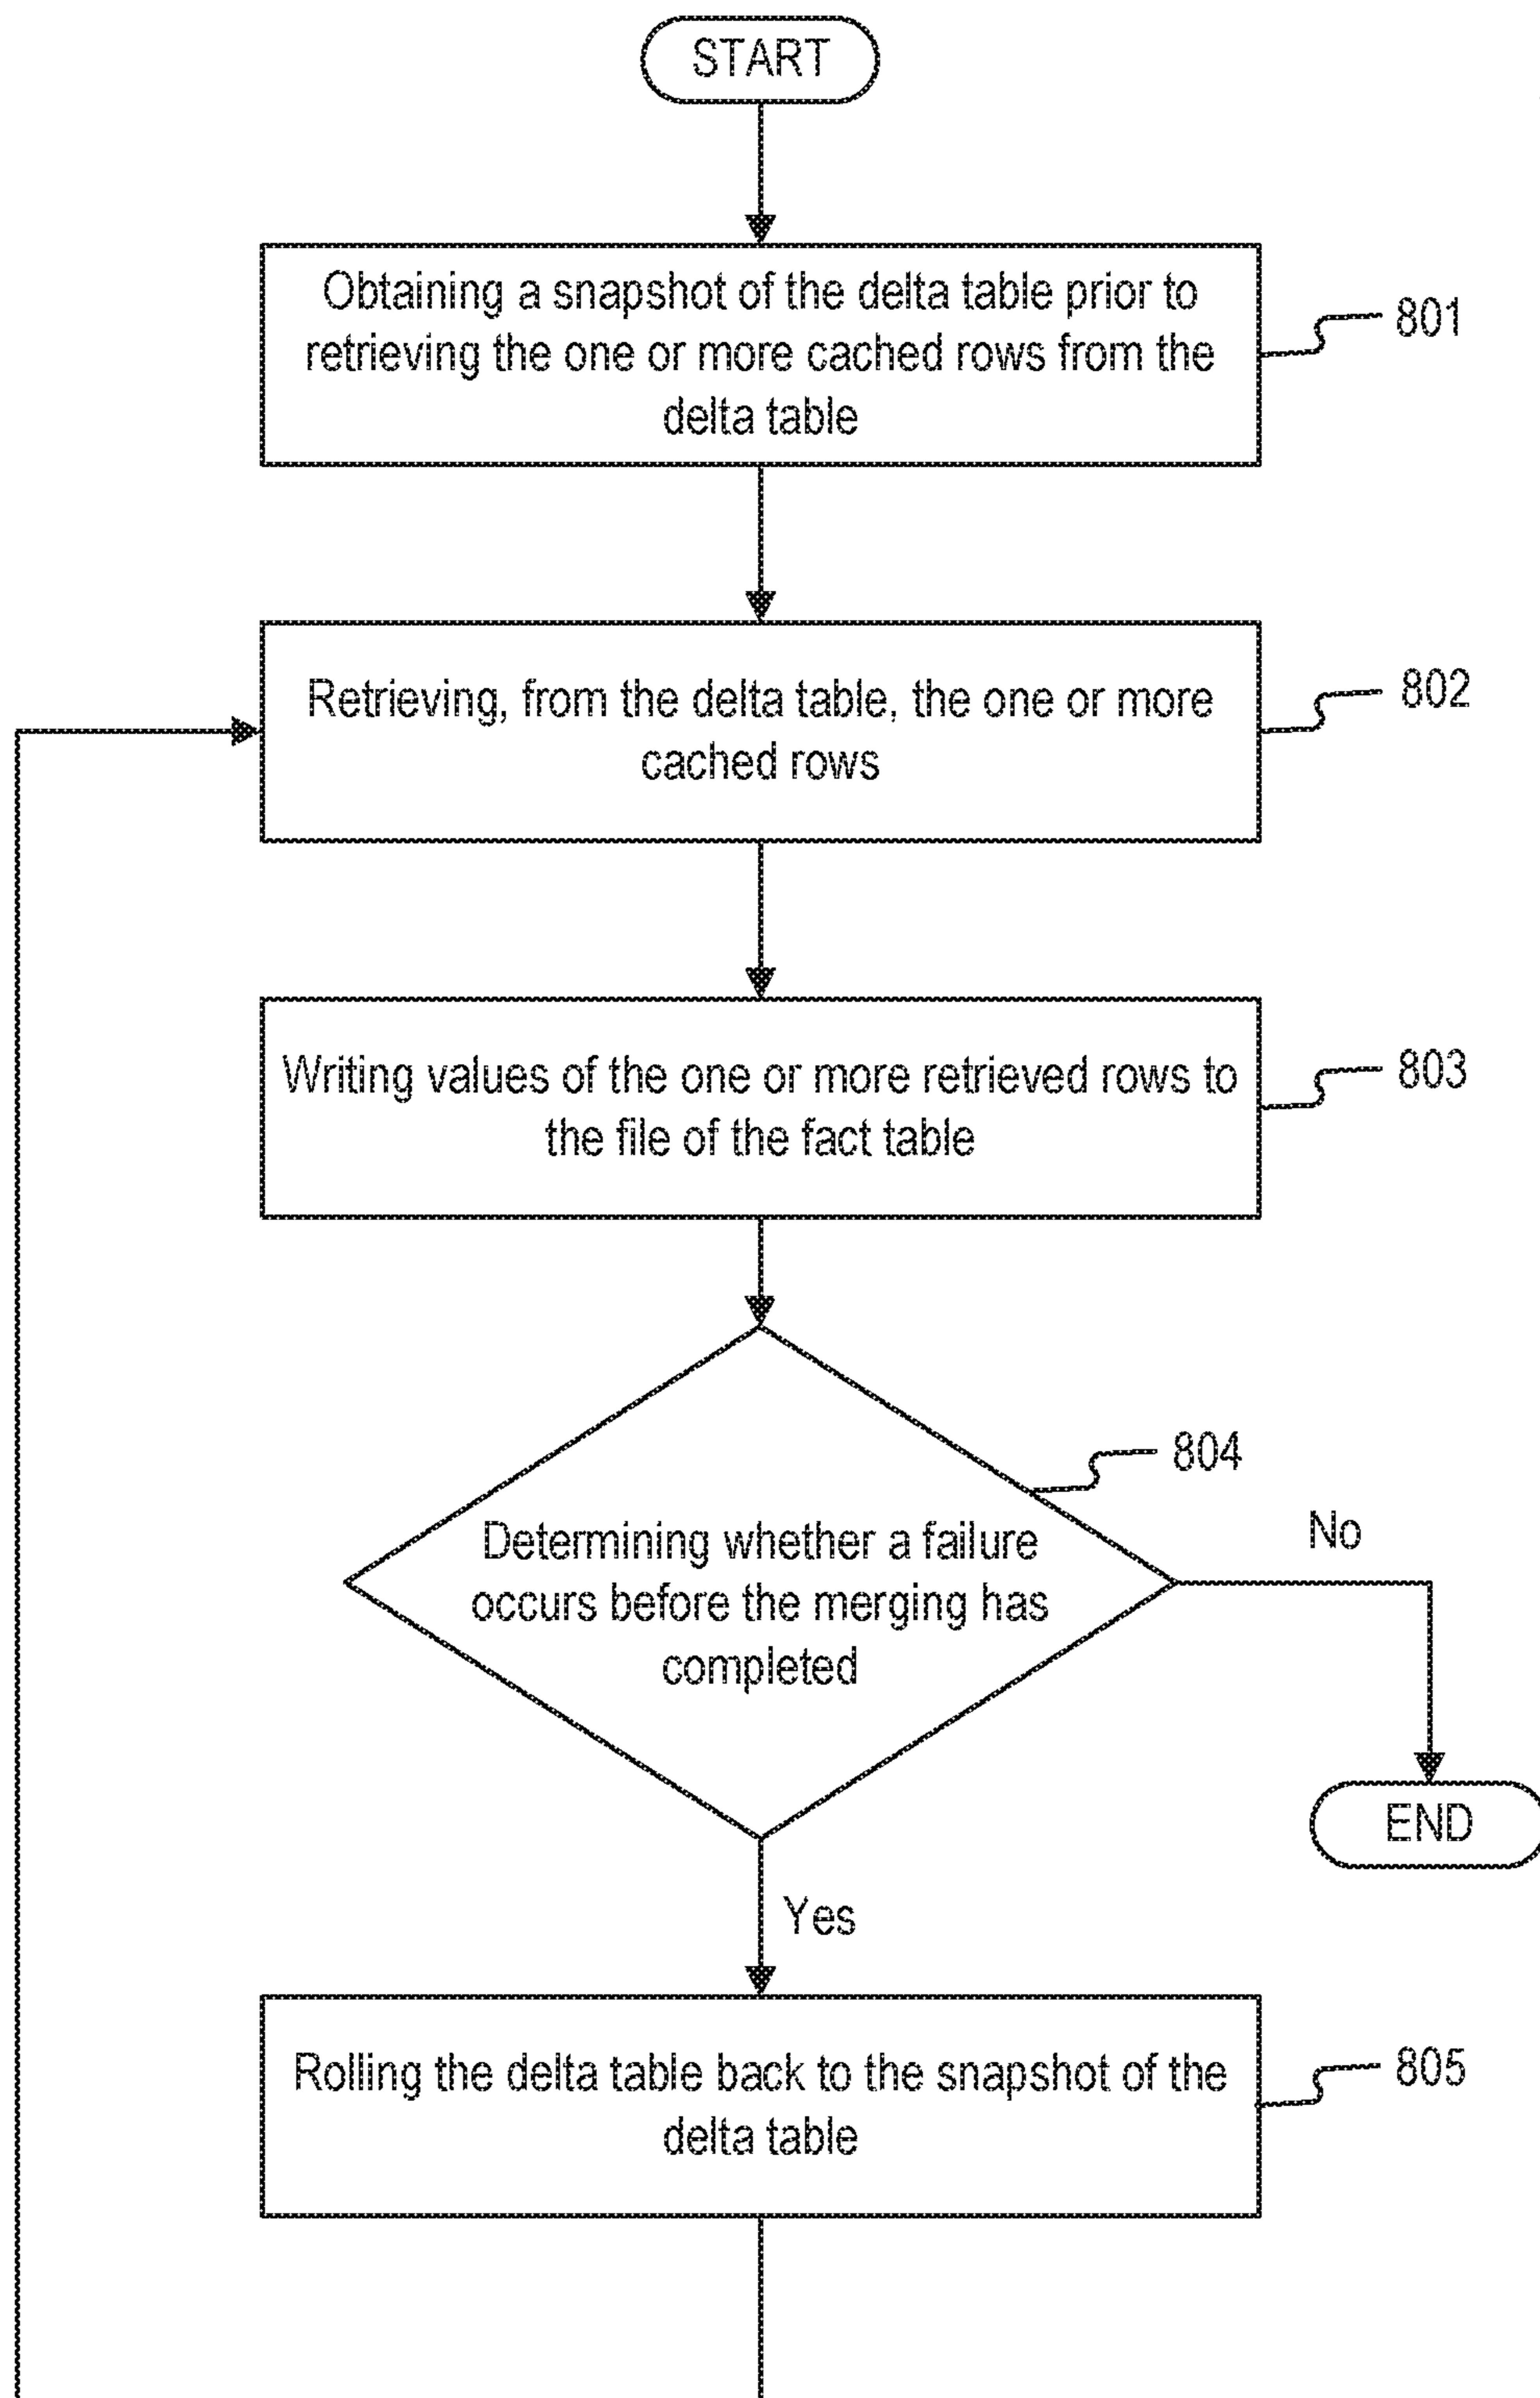 START
Obtaining a snapshot of the delta table prior to
retrieving the one or more cached rows from the
delta table
801
Retrieving, from the delta table, the one or more
cached rows
802
Writing values of the one or more retrieved rows to
the file of the fact table
803
804
Determining whether a failure
occurs before the merging has
completed
No
END
Yes
Rolling the delta table back to the snapshot of the
delta table
805